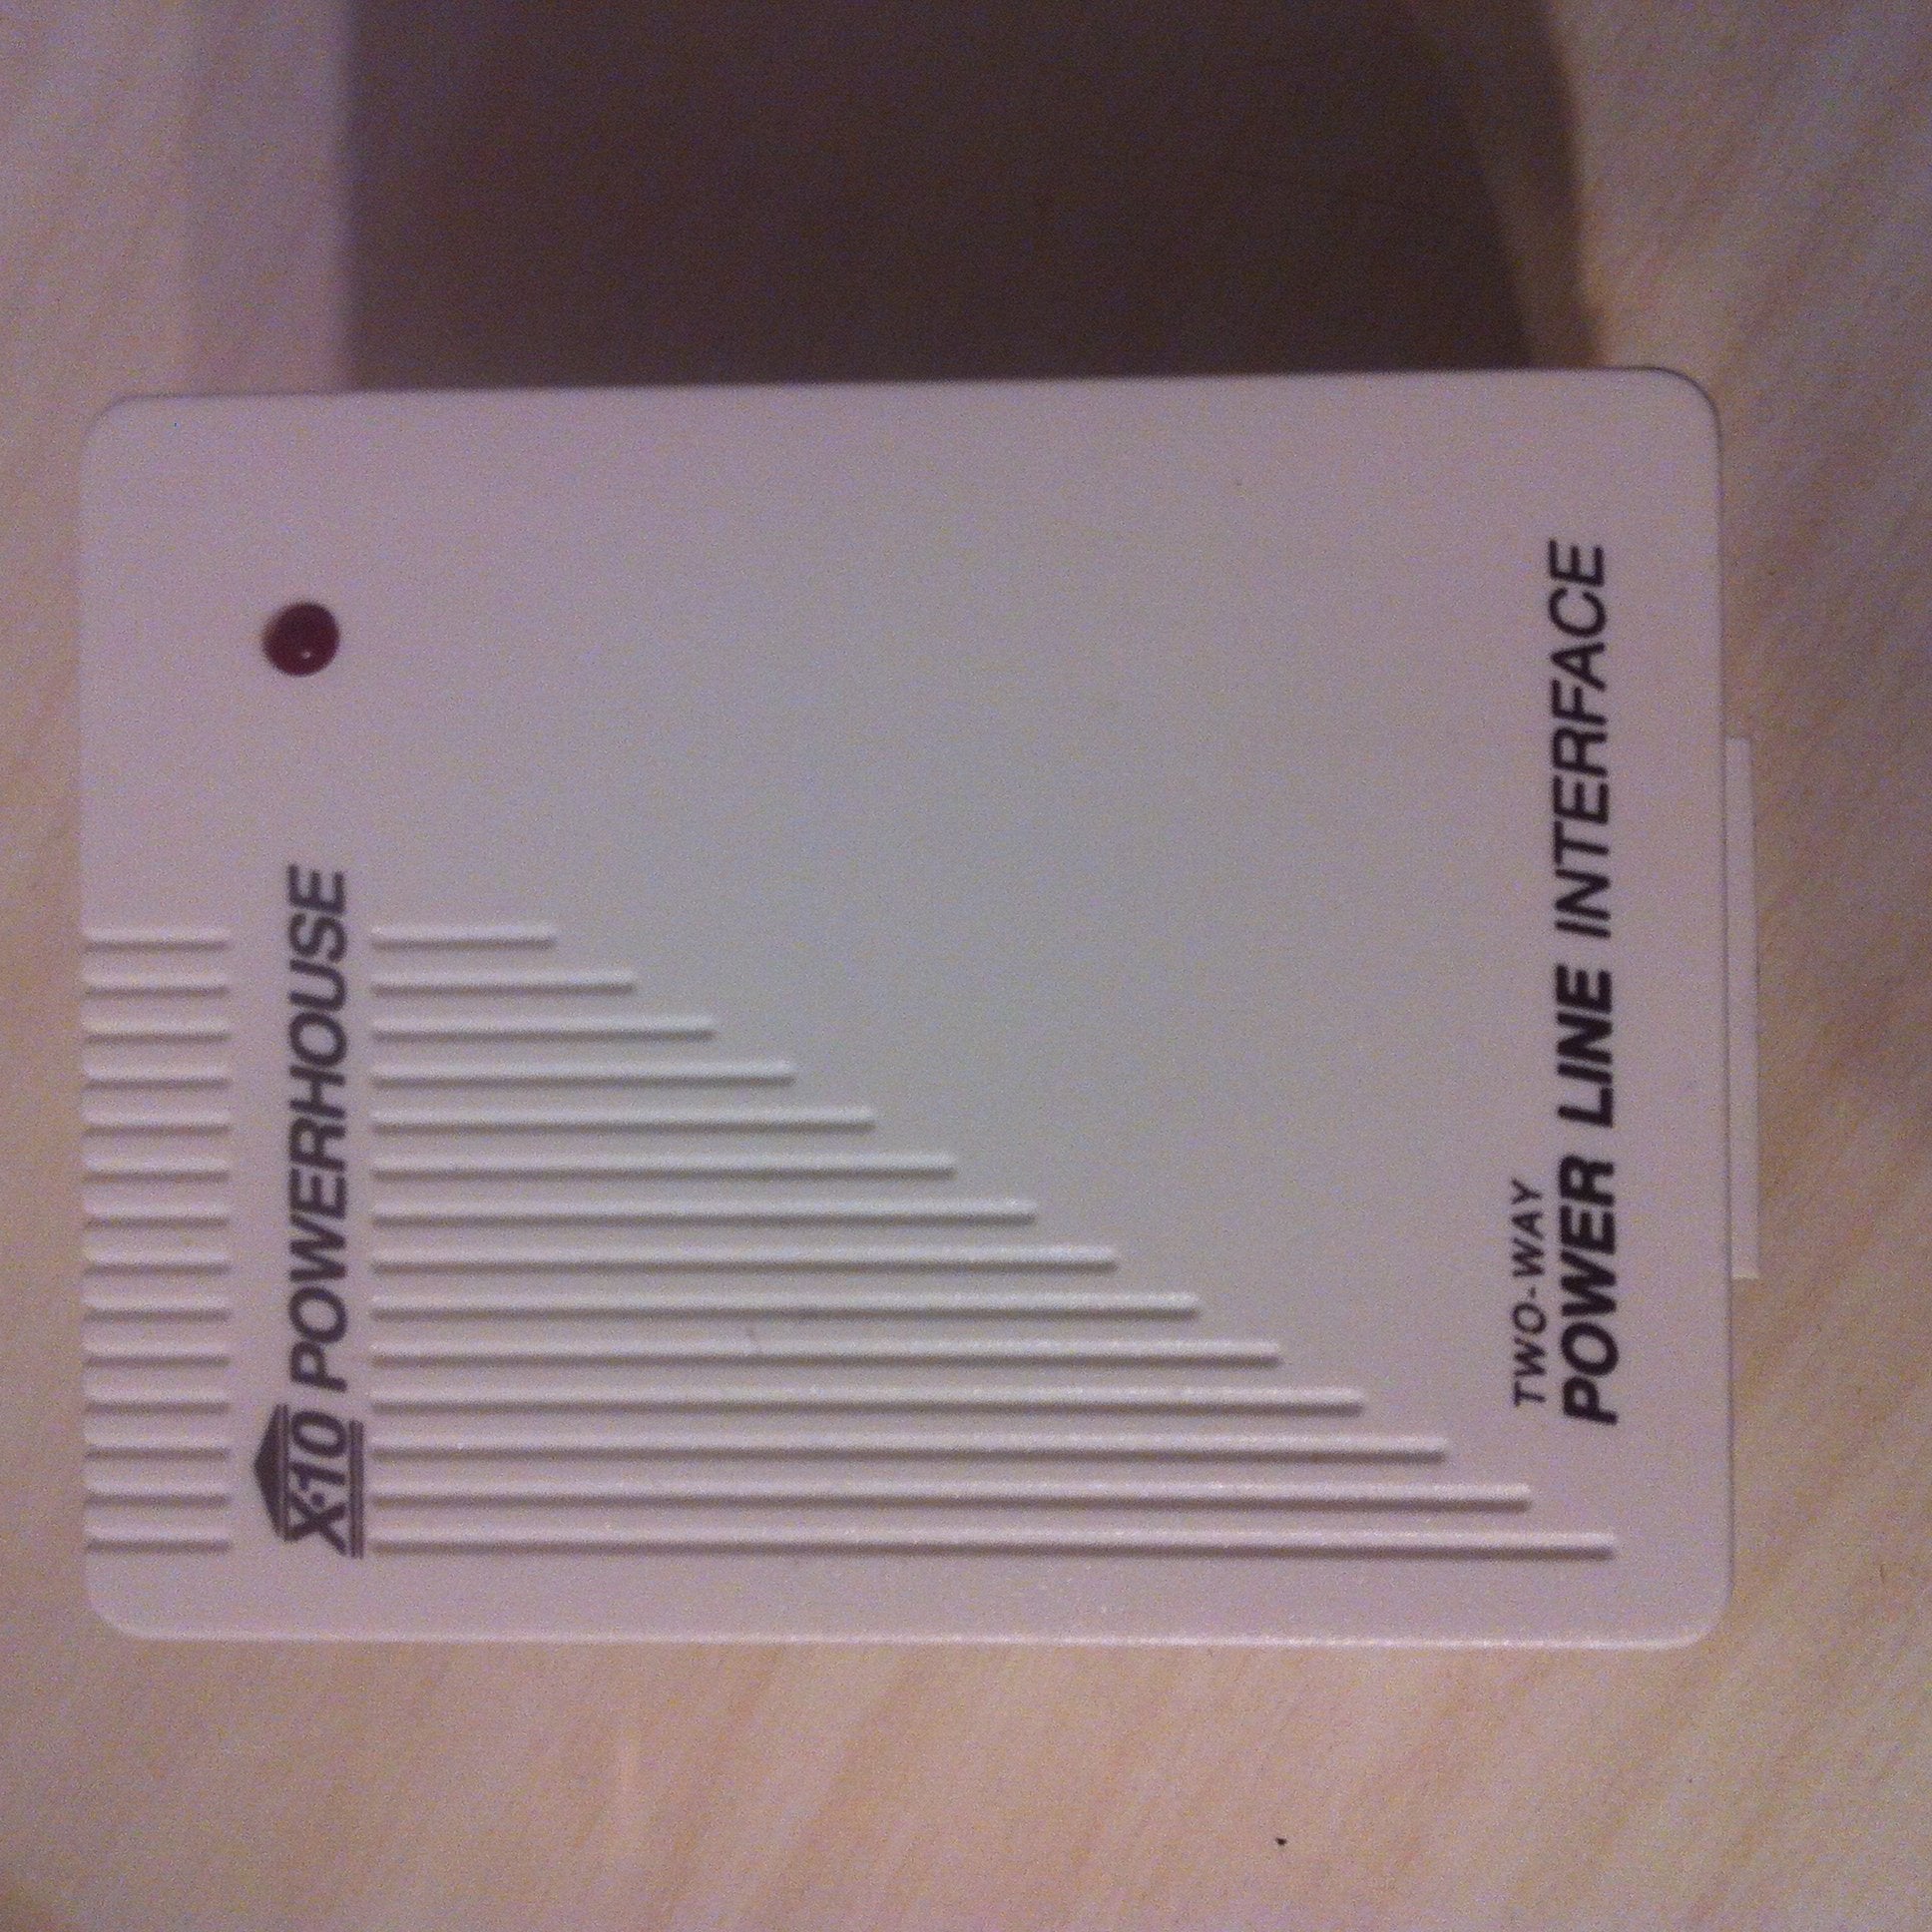 X-10 POWERHOUSE
TWO-WAY
POWER LINE INTERFACE